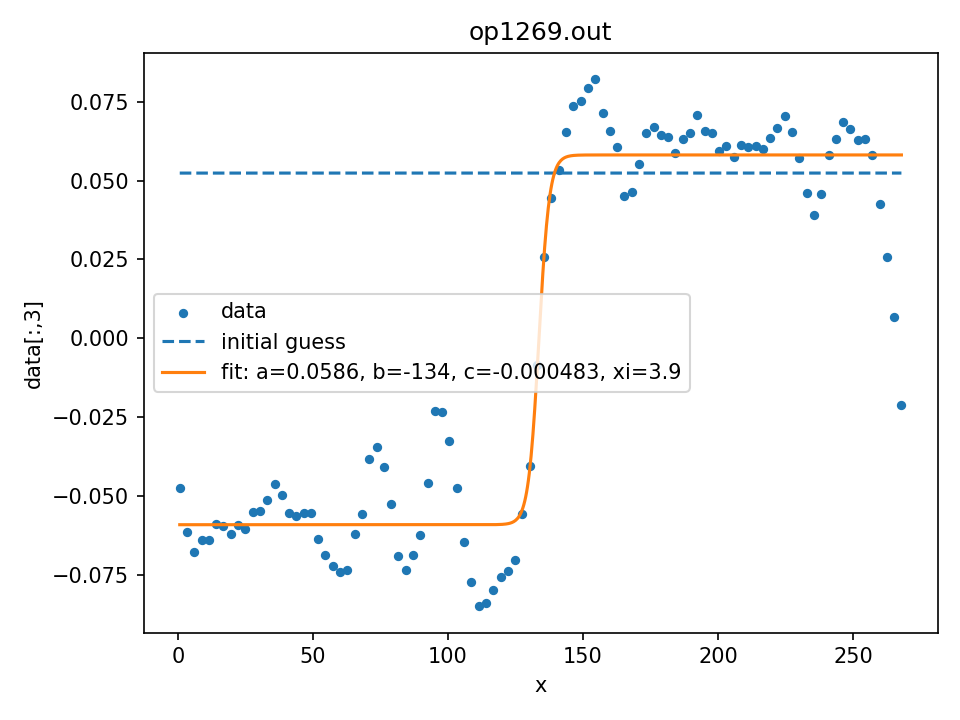 op1269.out
0.075
0.050
0.025
0.000
−0.025
−0.050
−0.075
data[:,3]
data
initial guess
fit: a=0.0586, b=-134, c=-0.000483, xi=3.9
0 50 100 150 200 250
x